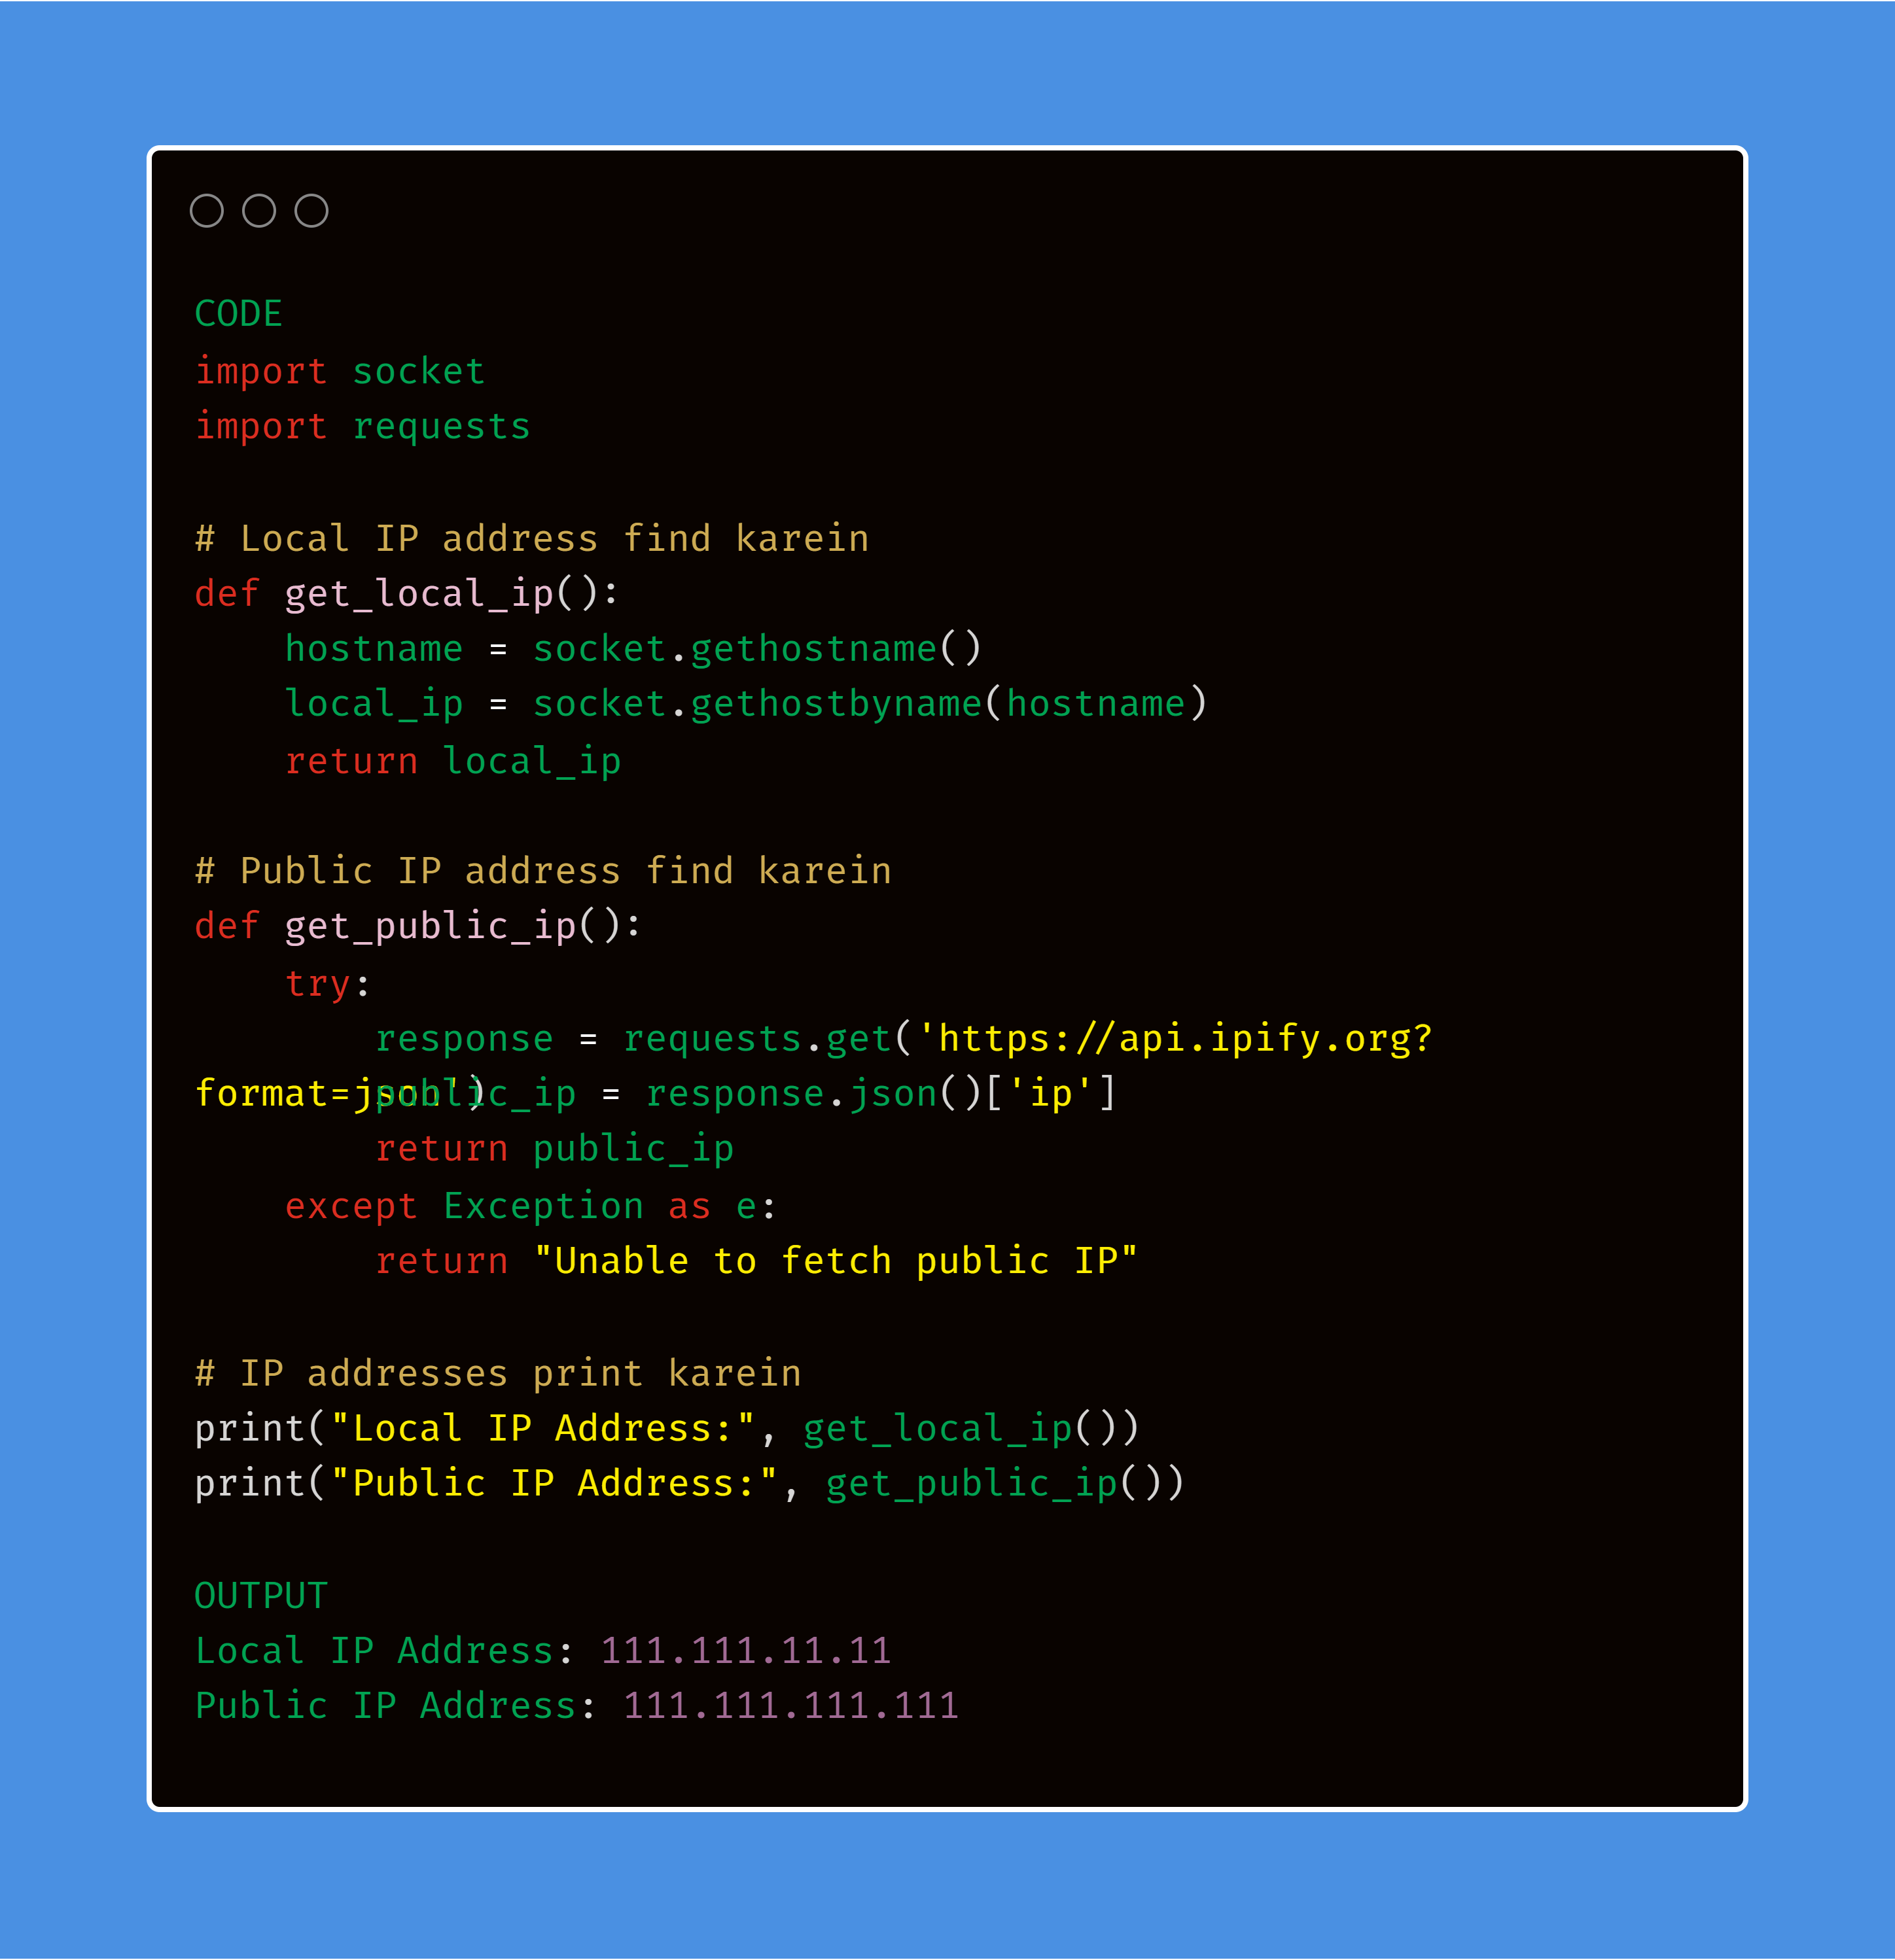 CODE
import socket
import requests

# Local IP address find karein
def get_local_ip():
    hostname = socket.gethostname()
    local_ip = socket.gethostbyname(hostname)
    return local_ip

# Public IP address find karein
def get_public_ip():
    try:
        response = requests.get('https://api.ipify.org?
format=json')
        public_ip = response.json()['ip']
        return public_ip
    except Exception as e:
        return "Unable to fetch public IP"

# IP addresses print karein
print("Local IP Address:", get_local_ip())
print("Public IP Address:", get_public_ip())

OUTPUT
Local IP Address: 111.111.11.11
Public IP Address: 111.111.111.111